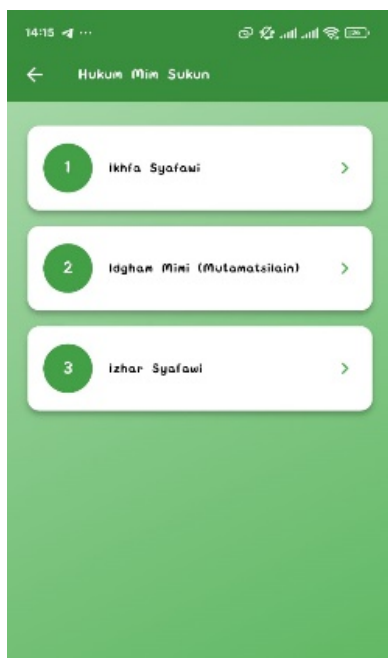 14:15 ...
Hukum Mim Sukun
1
Ikhfa Syafawi
2
Idgham Mimi (Mutamatsilain)
3
Izhar Syafawi